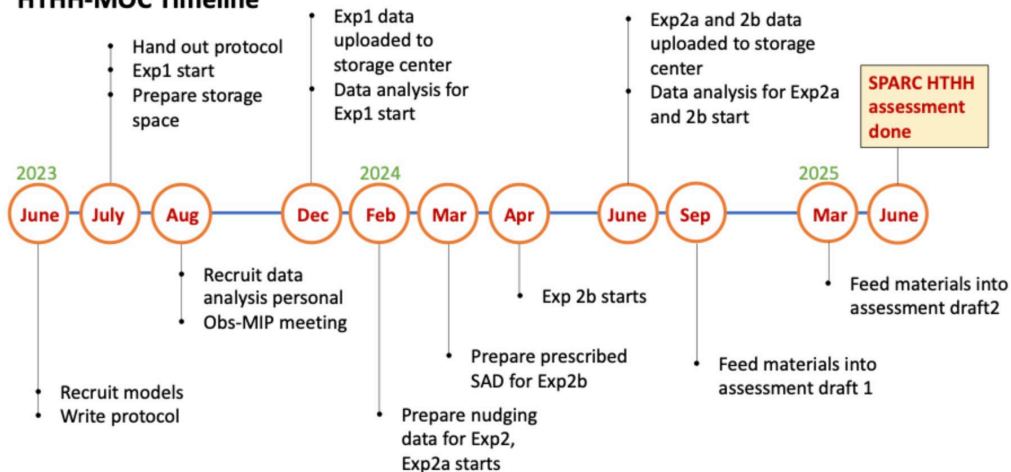 HTHH-MOC Timeline
Hand out protocol
Exp1 start
Prepare storage
space
Exp1 data
uploaded to
storage center
Data analysis for
Exp1 start
Exp2a and 2b data
uploaded to storage
center
Data analysis for Exp2a
and 2b start
SPARC HTHH
assessment
done
2023
2024
2025
June
July
Aug
Dec
Feb
Mar
Apr
June
Sep
Mar
June
Recruit models
Write protocol
Recruit data
analysis personal
Obs-MIP meeting
Prepare nudging
data for Exp2,
Exp2a starts
Prepare prescribed
SAD for Exp2b
Exp 2b starts
Feed materials into
assessment draft 1
Feed materials into
assessment draft2